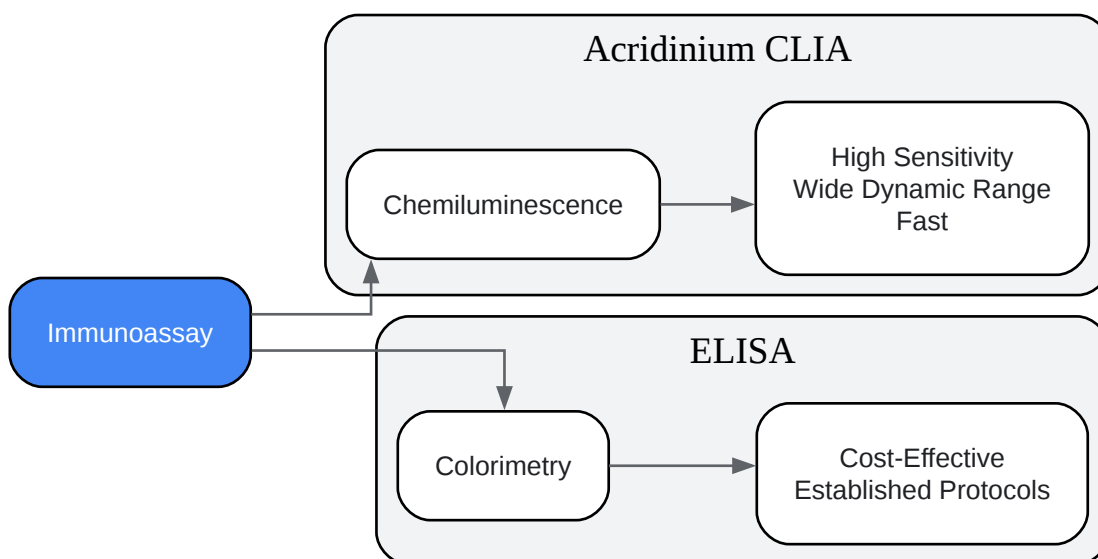 Acridinium CLIA
High Sensitivity
Wide Dynamic Range
Fast
Chemiluminescence
Immunoassay
ELISA
Cost-Effective
Established Protocols
Colorimetry